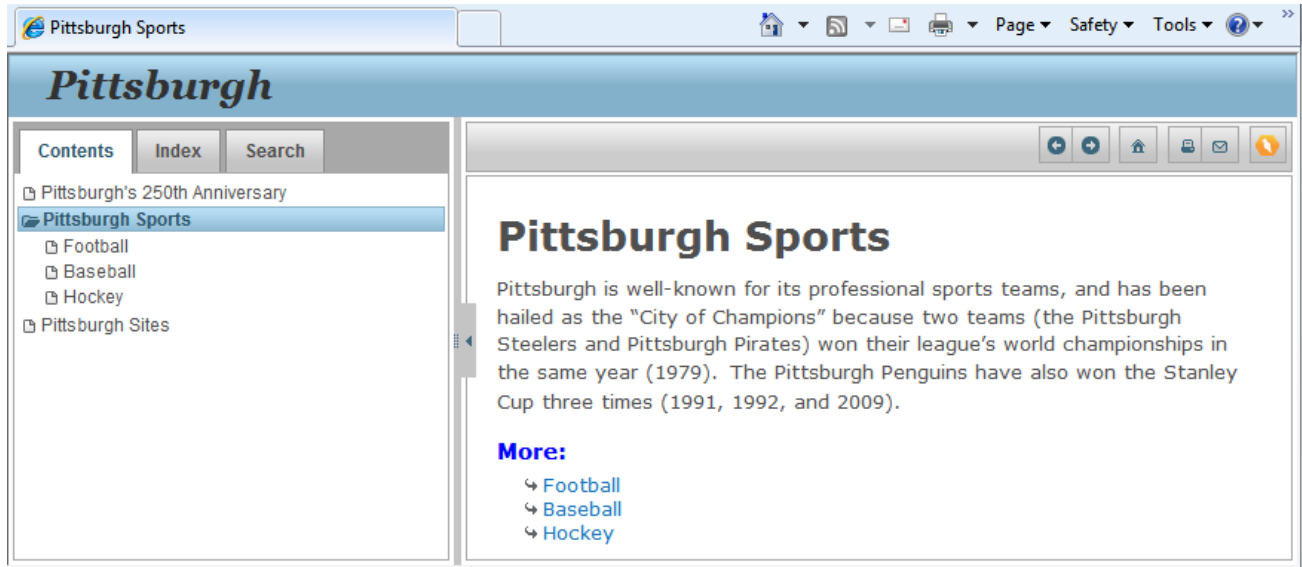 Pittsburgh Sports
Page Safety Tools
Pittsburgh
Contents Index Search
Pittsburgh's 250th Anniversary
Pittsburgh Sports
Football
Baseball
Hockey
Pittsburgh Sites
Pittsburgh Sports
Pittsburgh is well-known for its professional sports teams, and has been
hailed as the “City of Champions” because two teams (the Pittsburgh
Steelers and Pittsburgh Pirates) won their league’s world championships in
the same year (1979).  The Pittsburgh Penguins have also won the Stanley
Cup three times (1991, 1992, and 2009).
More:
Football
Baseball
Hockey